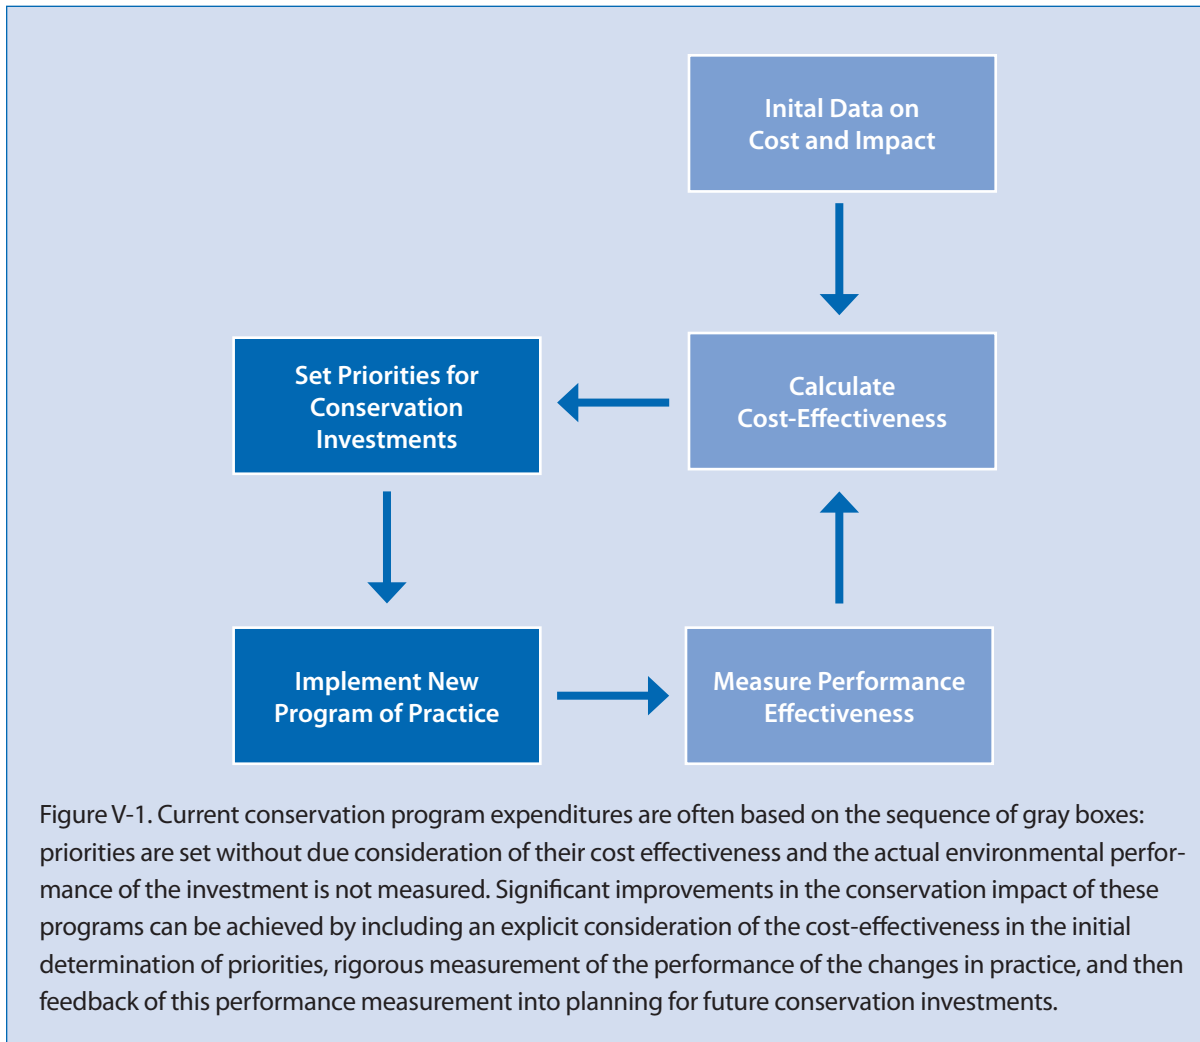 Inital Data on
Cost and Impact
Set Priorities for
Conservation
Investments
Calculate
Cost-Effectiveness
Implement New
Program of Practice
Measure Performance
Effectiveness
Figure V-1. Current conservation program expenditures are often based on the sequence of gray boxes:
priorities are set without due consideration of their cost effectiveness and the actual environmental perfor-
mance of the investment is not measured. Significant improvements in the conservation impact of these
programs can be achieved by including an explicit consideration of the cost-effectiveness in the initial
determination of priorities, rigorous measurement of the performance of the changes in practice, and then
feedback of this performance measurement into planning for future conservation investments.